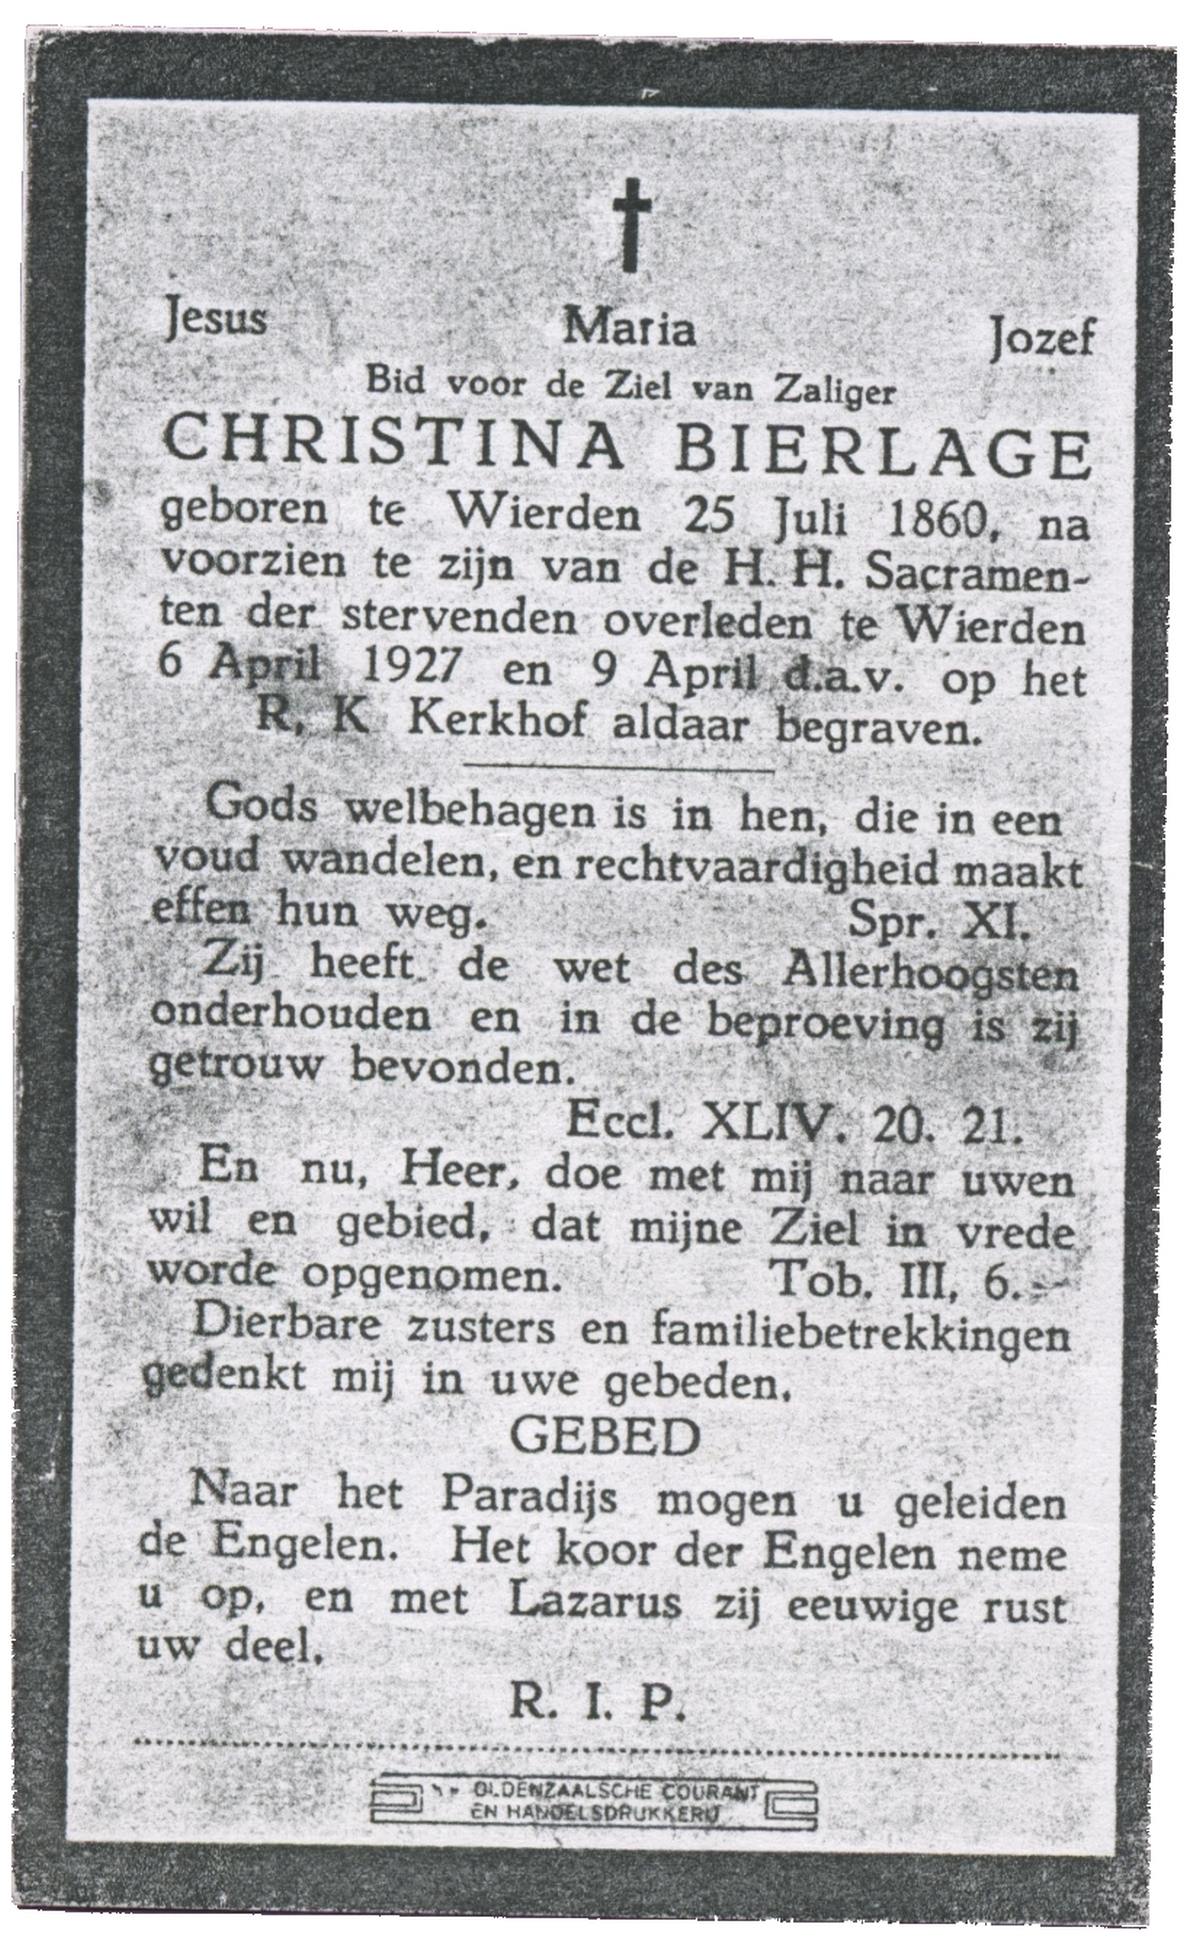 Jesus Maria Jozef
Bid voor de Ziel van Zaliger
CHRISTINA BIERLAGE
geboren te Wierden 25 Juli 1860, na
voorzien te zijn van de H. H. Sacramen-
ten der stervenden overleden te Wierden
6 April 1927 en 9 April d.a.v. op het
R, K Kerkhof aldaar begraven.
Gods welbehagen is in hen, die in een
voud wandelen, en rechtvaardigheid maakt
effen hun weg. Spr. XI.
Zij heeft de wet des Allerhoogsten
onderhouden en in de beproeving is zij
getrouw bevonden.
Eccl. XLIV. 20. 21.
En nu, Heer, doe met mij naar uwen
wil en gebied, dat mijne Ziel in vrede
worde opgenomen. Tob. III, 6.—
Dierbare zusters en familiebetrekkingen
gedenkt mij in uwe gebeden,
GEBED
Naar het Paradijs mogen u geleiden
de Engelen. Het koor der Engelen neme
u op, en met Lazarus zij eeuwige rust
uw deel,
R. I. P.
OLDENZAALSCHE COURANT
EN HANDELSDRUKKERIJ